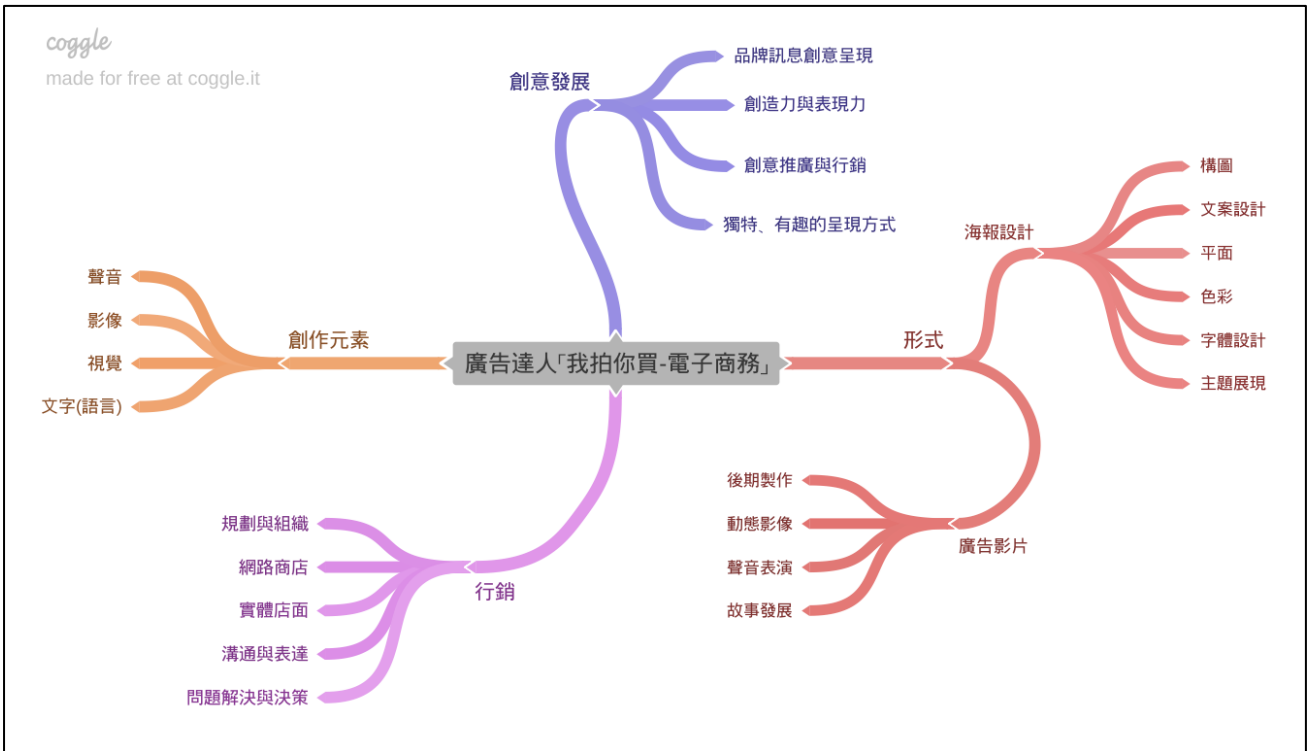 coggle
made for free at coggle.it
廣告達人「我拍你買-電子商務」
創意發展
品牌訊息創意呈現
創造力與表現力
創意推廣與行銷
獨特、有趣的呈現方式
形式
海報設計
構圖
文案設計
平面
色彩
字體設計
主題展現
廣告影片
後期製作
動態影像
聲音表演
故事發展
創作元素
聲音
影像
視覺
文字(語言)
行銷
規劃與組織
網路商店
實體店面
溝通與表達
問題解決與決策